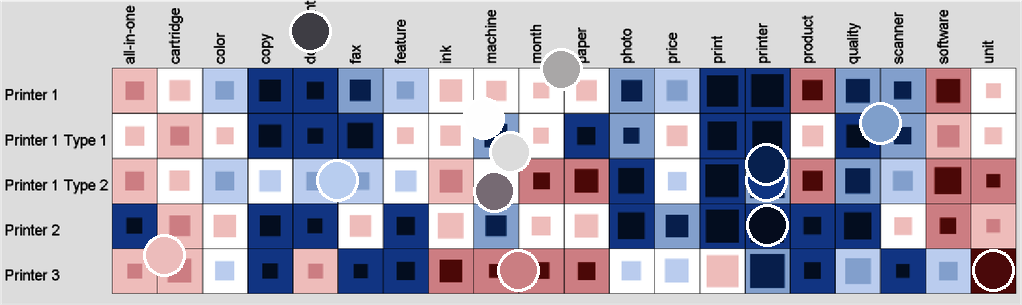 all-in-one
cartridge
color
copy
fax
feature
ink
machine
month
photo
price
print
printer
product
quality
scanner
software
unit
Printer 1
Printer 1 Type 1
Printer 1 Type 2
Printer 2
Printer 3